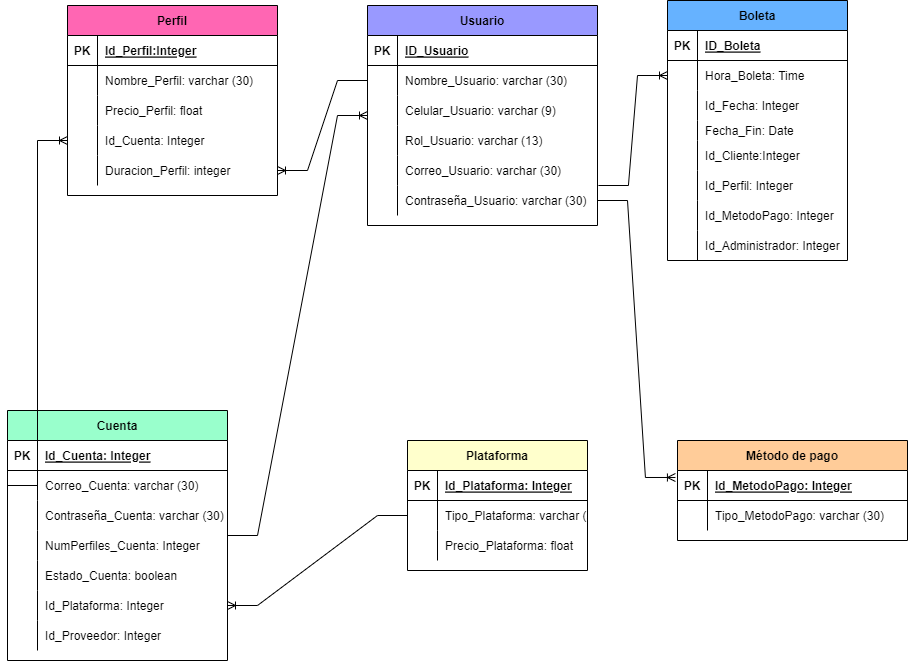 Perfil
PK Id_Perfil:Integer
Nombre_Perfil: varchar (30)
Precio_Perfil: float
Id_Cuenta: Integer
Duracion_Perfil: integer
Usuario
PK ID_Usuario
Nombre_Usuario: varchar (30)
Celular_Usuario: varchar (9)
Rol_Usuario: varchar (13)
Correo_Usuario: varchar (30)
Contraseña_Usuario: varchar (30)
Boleta
PK ID_Boleta
Hora_Boleta: Time
Id_Fecha: Integer
Fecha_Fin: Date
Id_Cliente:Integer
Id_Perfil: Integer
Id_MetodoPago: Integer
Id_Administrador: Integer
Cuenta
PK Id_Cuenta: Integer
Correo_Cuenta: varchar (30)
Contraseña_Cuenta: varchar (30)
NumPerfiles_Cuenta: Integer
Estado_Cuenta: boolean
Id_Plataforma: Integer
Id_Proveedor: Integer
Plataforma
PK Id_Plataforma: Integer
Tipo_Plataforma: varchar (
Precio_Plataforma: float
Método de pago
PK Id_MetodoPago: Integer
Tipo_MetodoPago: varchar (30)